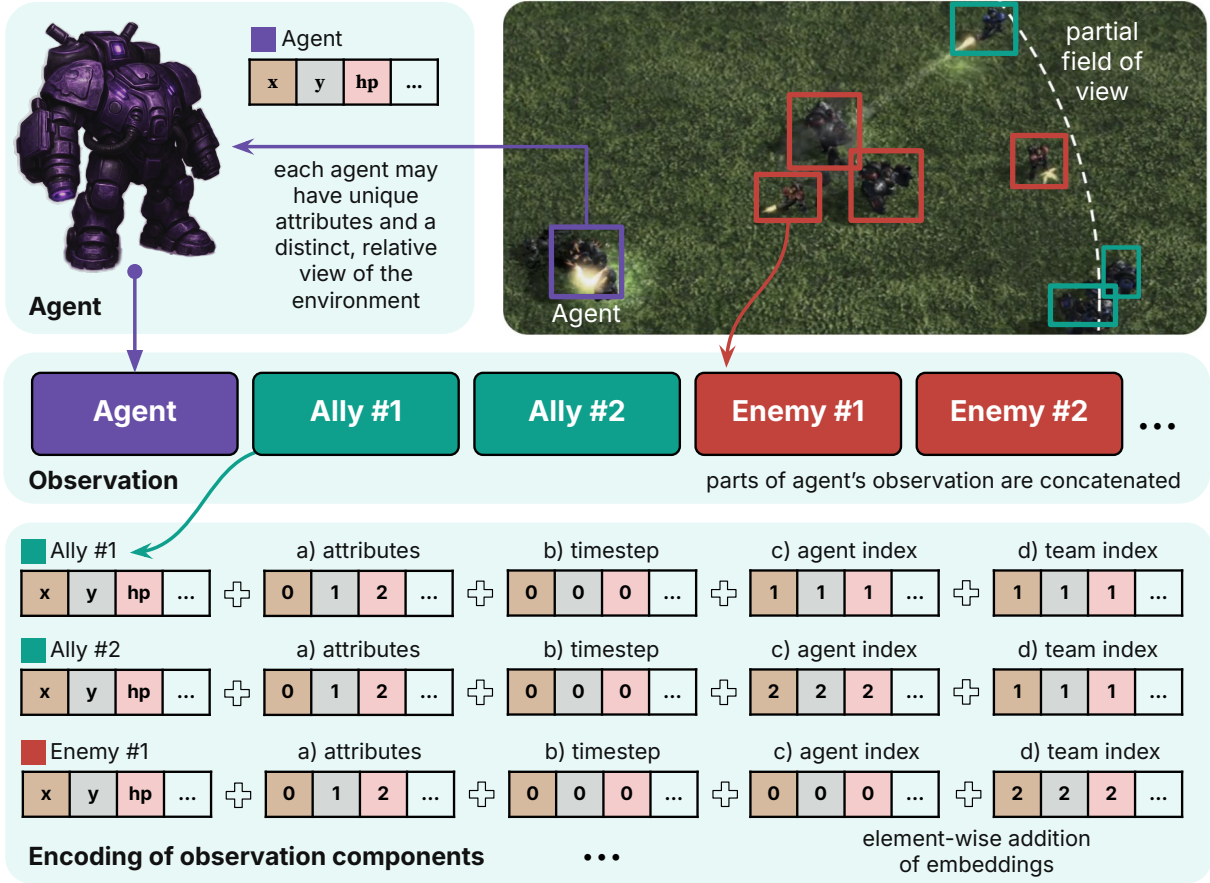 Agent
x y hp ...
each agent may
have unique
attributes and a
distinct, relative
view of the
environment
Agent
partial
field of
view
Agent
Agent Ally #1 Ally #2 Enemy #1 Enemy #2 ...
Observation
parts of agent's observation are concatenated
Ally #1 a) attributes b) timestep c) agent index d) team index
x y hp ... + 0 1 2 ... + 0 0 0 ... + 1 1 1 ... + 1 1 1 ...
Ally #2 a) attributes b) timestep c) agent index d) team index
x y hp ... + 0 1 2 ... + 0 0 0 ... + 2 2 2 ... + 1 1 1 ...
Enemy #1 a) attributes b) timestep c) agent index d) team index
x y hp ... + 0 1 2 ... + 0 0 0 ... + 0 0 0 ... + 2 2 2 ...
Encoding of observation components ...
element-wise addition
of embeddings